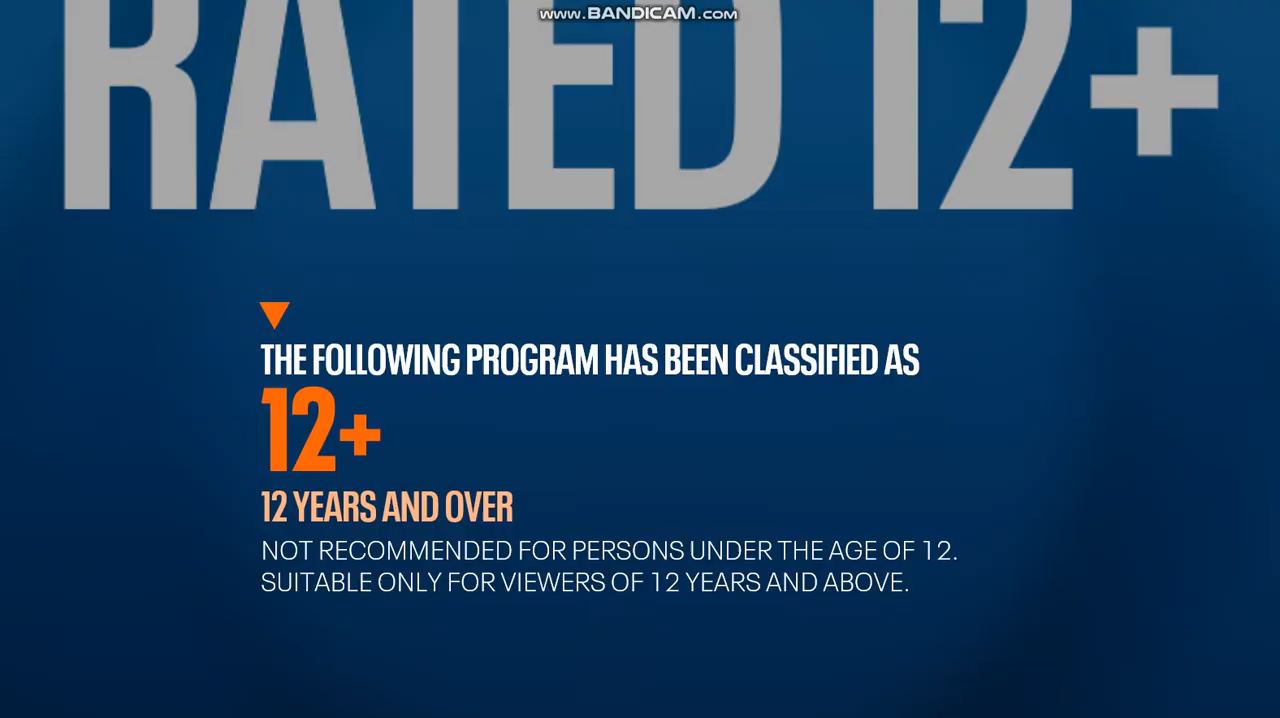 www.BANDICAM.com
RATED 12+
THE FOLLOWING PROGRAM HAS BEEN CLASSIFIED AS
12+
12 YEARS AND OVER
NOT RECOMMENDED FOR PERSONS UNDER THE AGE OF 12.
SUITABLE ONLY FOR VIEWERS OF 12 YEARS AND ABOVE.